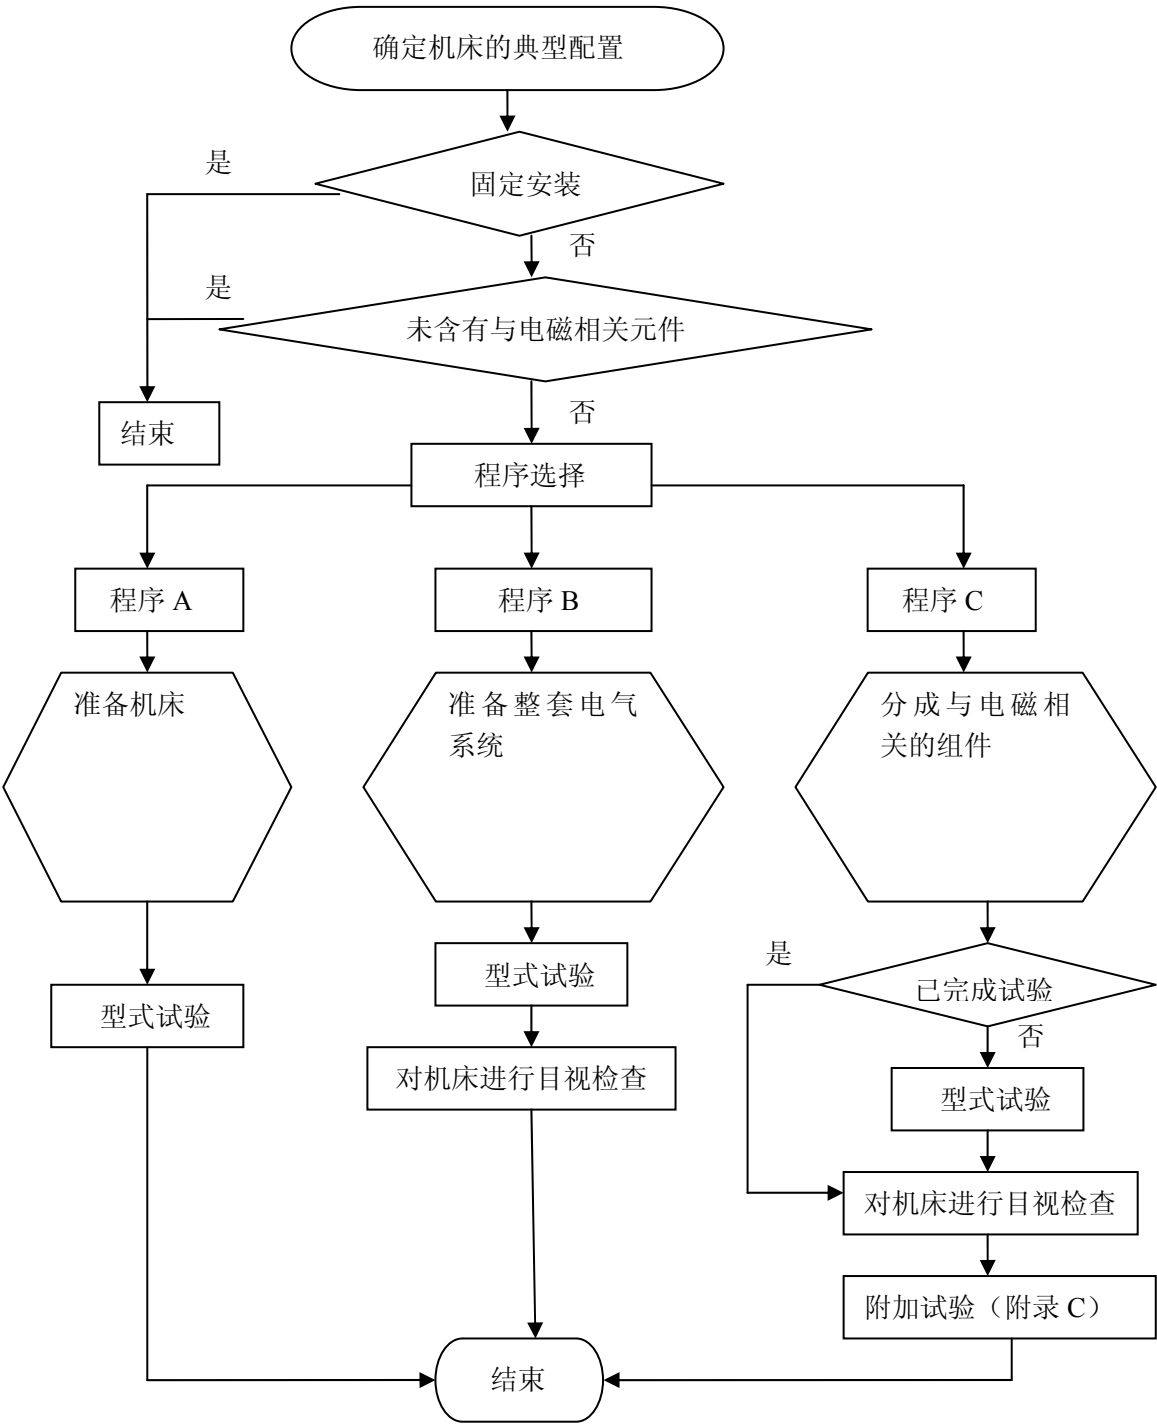 确定机床的典型配置
是
固定安装
否
是
未含有与电磁相关元件
否
结束
程序选择
程序 A
程序 B
程序 C
准备机床
准备整套电气
系统
分成与电磁相
关的组件
是
已完成试验
型式试验
型式试验
否
对机床进行目视检查
型式试验
对机床进行目视检查
附加试验（附录 C）
结束